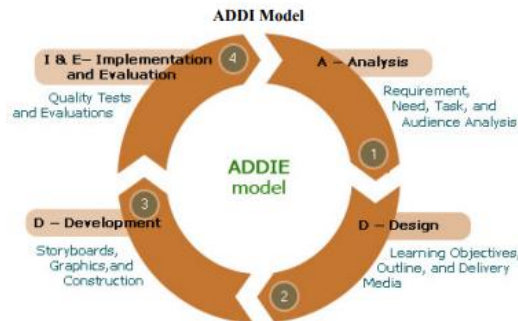 ADDI Model
I & E– Implementation
and Evaluation
4
Quality Tests
and Evaluations
A – Analysis
Requirement,
Need, Task, and
Audience Analysis
1
ADDIE
model
3
D – Development
Storyboards,
Graphics,and
Construction
D – Design
Learning Objectives,
Outline, and Delivery
Media
2